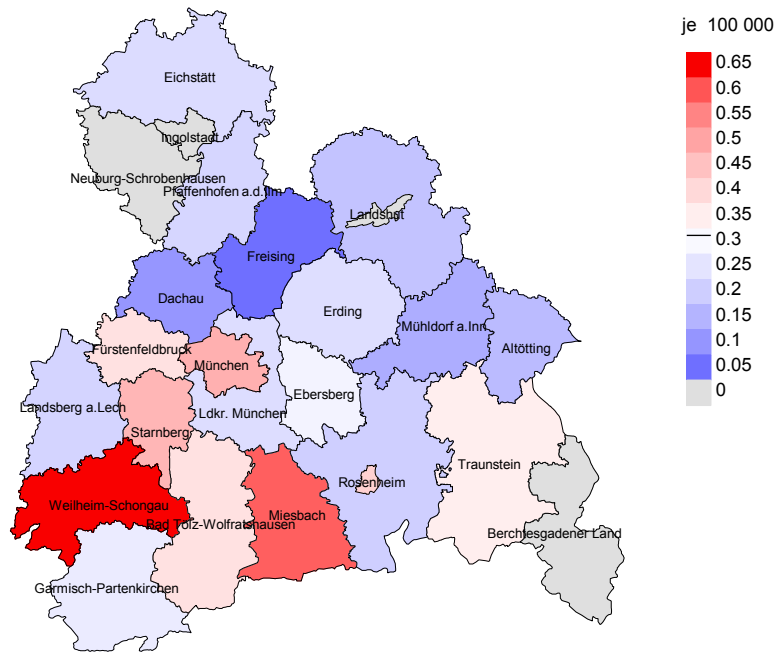 je 100 000
0.65
0.6
0.55
0.5
0.45
0.4
0.35
0.3
0.25
0.2
0.15
0.1
0.05
0
Eichstätt
Ingolstadt
Neuburg-Schrobenhausen
Pfaffenhofen a.d.Ilm
Landshut
Freising
Dachau
Erding
Mühldorf a.Inn
Altötting
Fürstenfeldbruck
München
Ebersberg
Landsberg a.Lech
Ldkr. München
Starnberg
Traunstein
Rosenheim
Weilheim-Schongau
Miesbach
Bad Tölz-Wolfratshausen
Berchtesgadener Land
Garmisch-Partenkirchen